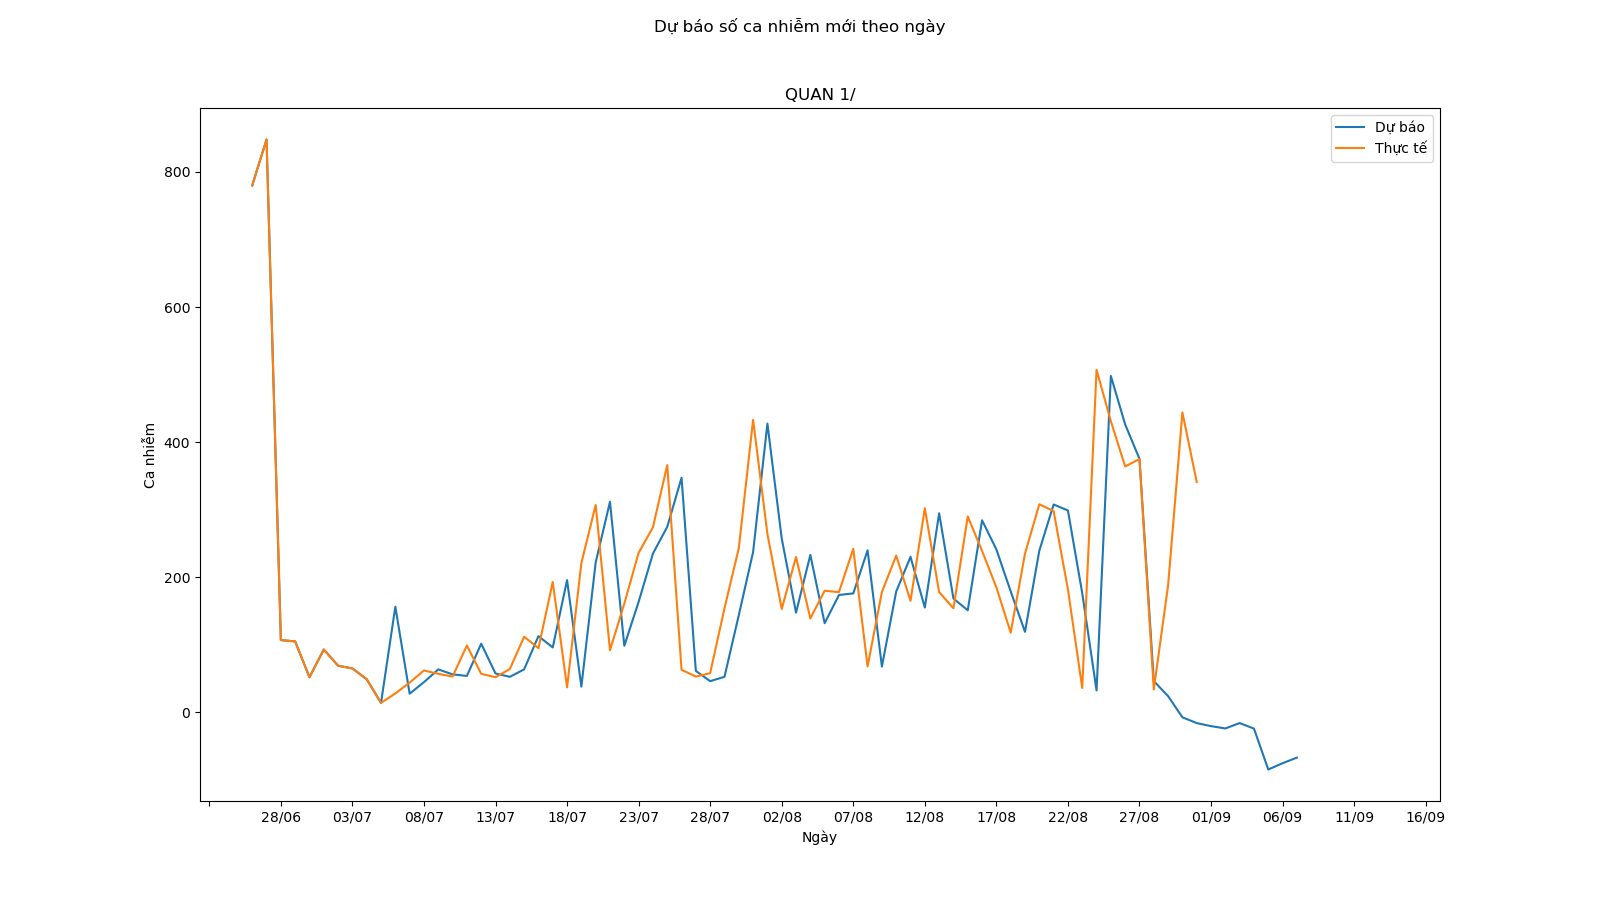 Dự báo số ca nhiễm mới theo ngày
QUAN 1/
Dự báo
Thực tế
800
600
400
200
0
Ca nhiễm
28/06 03/07 08/07 13/07 18/07 23/07 28/07 02/08 07/08 12/08 17/08 22/08 27/08 01/09 06/09 11/09 16/09
Ngày